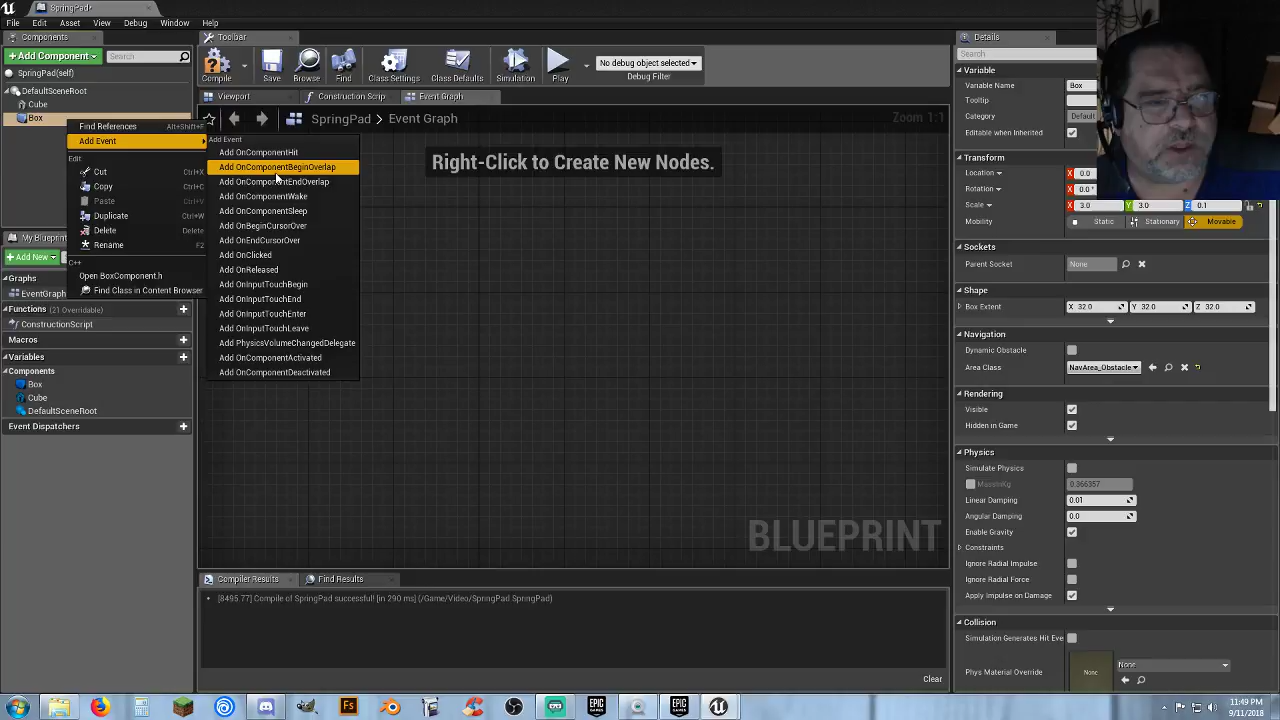 SpringPad*
File Edit Asset View Debug Window Help
Components
+ Add Component
Search
SpringPad(self)
DefaultSceneRoot
Cube
Box
Find References Alt+Shift+F
Add Event
Edit
Cut Ctrl+X
Copy Ctrl+C
Paste Ctrl+V
Duplicate Ctrl+W
Delete Delete
Rename F2
C++
Open BoxComponent.h
Find Class in Content Browser
Add Event
Add OnComponentHit
Add OnComponentBeginOverlap
Add OnComponentEndOverlap
Add OnComponentWake
Add OnComponentSleep
Add OnBeginCursorOver
Add OnEndCursorOver
Add OnClicked
Add OnReleased
Add OnInputTouchBegin
Add OnInputTouchEnd
Add OnInputTouchEnter
Add OnInputTouchLeave
Add PhysicsVolumeChangedDelegate
Add OnComponentActivated
Add OnComponentDeactivated
My Blueprint
+ Add New
Graphs
EventGraph
Functions (21 Overridable)
ConstructionScript
Macros
Variables
Components
Box
Cube
DefaultSceneRoot
Event Dispatchers
Toolbar
Compile
Save
Browse
Find
Class Settings
Class Defaults
Simulation
Play
No debug object selected
Debug Filter
Viewport
Construction Scrip
Event Graph
SpringPad > Event Graph
Zoom 1:1
Right-Click to Create New Nodes.
BLUEPRINT
Compiler Results
Find Results
[8495.77] Compile of SpringPad successful! [in 290 ms] (/Game/Video/SpringPad SpringPad)
Clear
Details
Search
Variable
Variable Name Box
Tooltip
Category Default
Editable when Inherited
Transform
Location X 0.0
Rotation X 0.0 °
Scale X 3.0 Y 3.0 Z 0.1
Mobility Static Stationary Movable
Sockets
Parent Socket None
Shape
Box Extent X 32.0 Y 32.0 Z 32.0
Navigation
Dynamic Obstacle
Area Class NavArea_Obstacle
Rendering
Visible
Hidden in Game
Physics
Simulate Physics
MassInKg 0.366357
Linear Damping 0.01
Angular Damping 0.0
Enable Gravity
Constraints
Ignore Radial Impulse
Ignore Radial Force
Apply Impulse on Damage
Collision
Simulation Generates Hit Eve
Phys Material Override None None
11:49 PM
9/11/2018